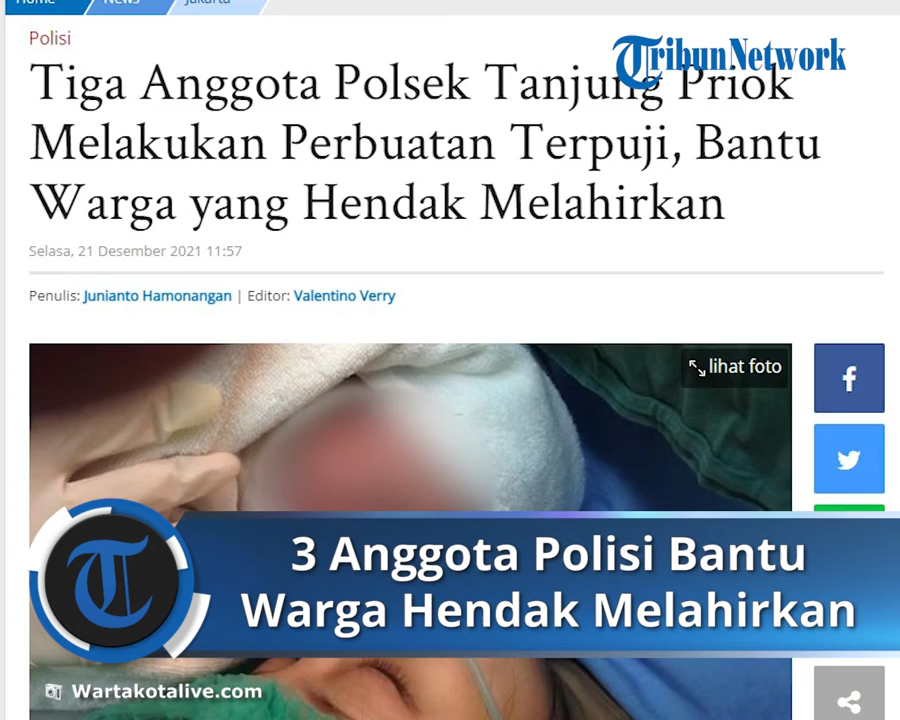 Home News Jakarta
Polisi
TribunNetwork
Tiga Anggota Polsek Tanjung Priok
Melakukan Perbuatan Terpuji, Bantu
Warga yang Hendak Melahirkan
Selasa, 21 Desember 2021 11:57
Penulis: Junianto Hamonangan | Editor: Valentino Verry
lihat foto
3 Anggota Polisi Bantu
Warga Hendak Melahirkan
Wartakotalive.com